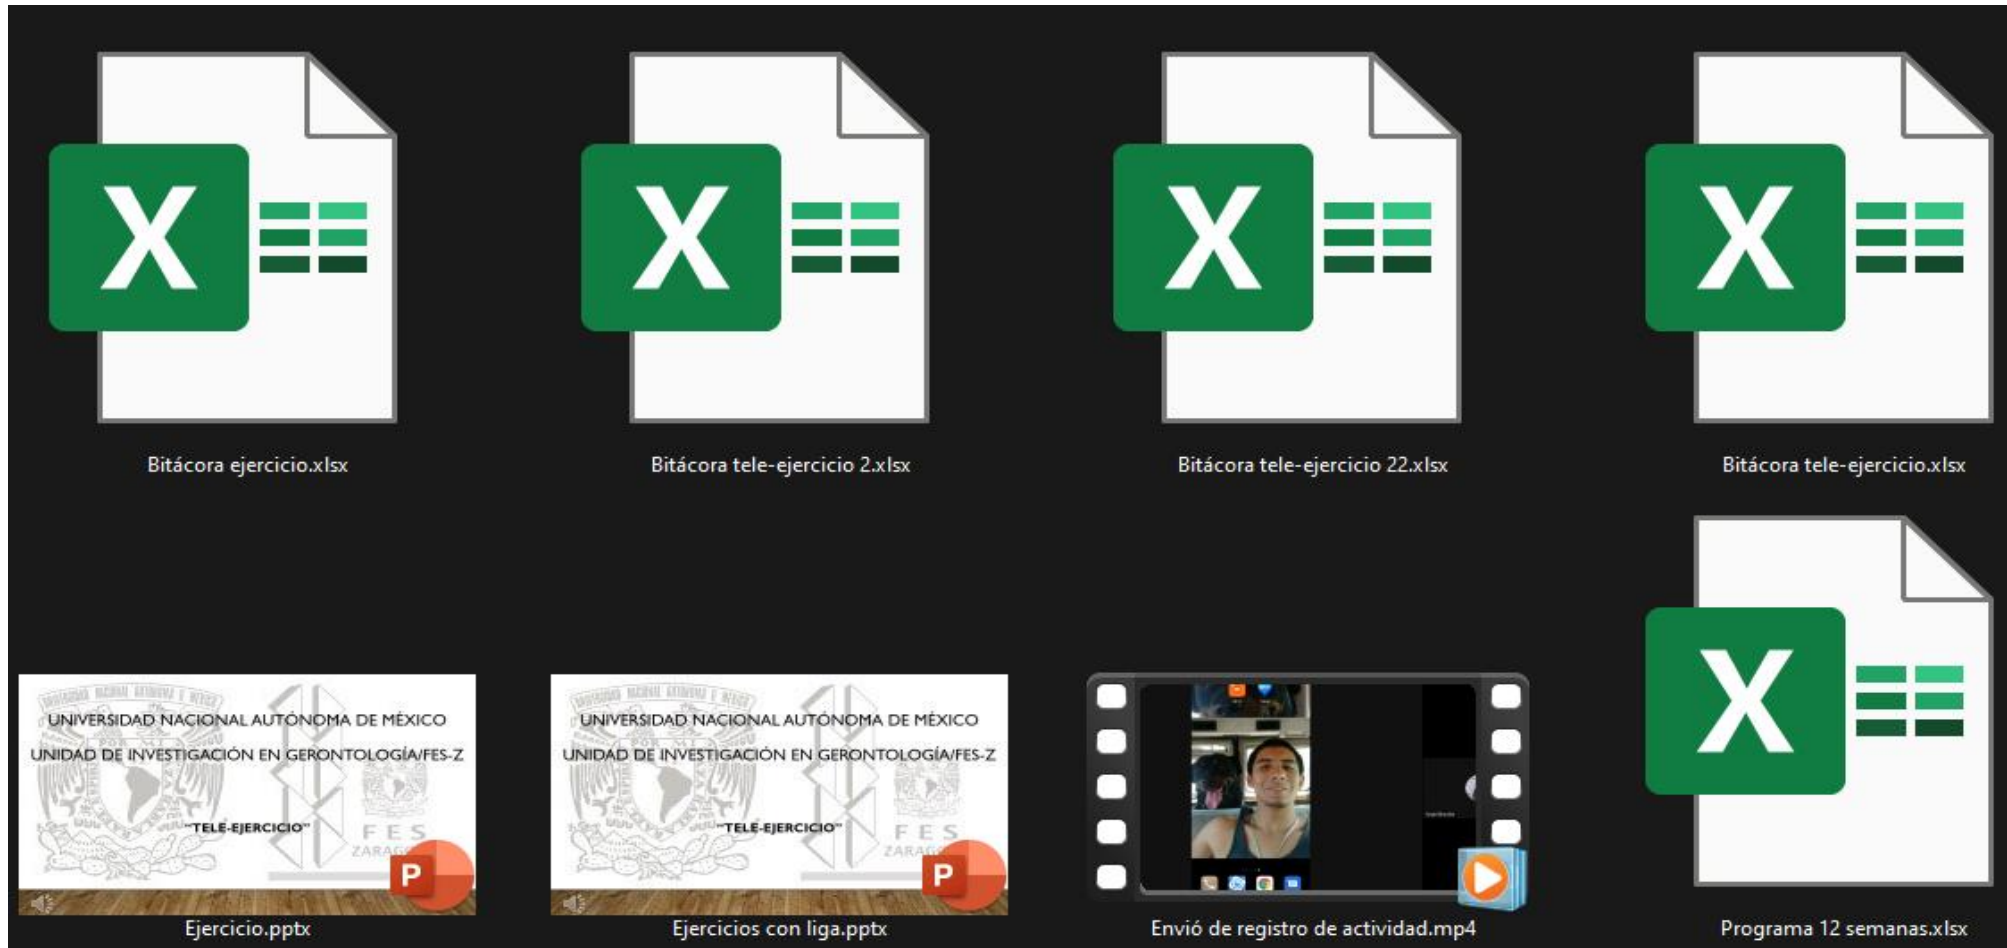 X
X
X
X
Bitácora ejercicio.xlsx
Bitácora tele-ejercicio 2.xlsx
Bitácora tele-ejercicio 22.xlsx
Bitácora tele-ejercicio.xlsx
UNIVERSIDAD NACIONAL AUTÓNOMA DE MÉXICO
UNIDAD DE INVESTIGACIÓN EN GERONTOLOGÍA/FES-Z
"TELE-EJERCICIO"
FES
ZARAG
P
Ejercicio.pptx
UNIVERSIDAD NACIONAL AUTÓNOMA DE MÉXICO
UNIDAD DE INVESTIGACIÓN EN GERONTOLOGÍA/FES-Z
"TELE-EJERCICIO"
FES
ZARAG
P
Ejercicios con liga.pptx
Envió de registro de actividad.mp4
X
Programa 12 semanas.xlsx